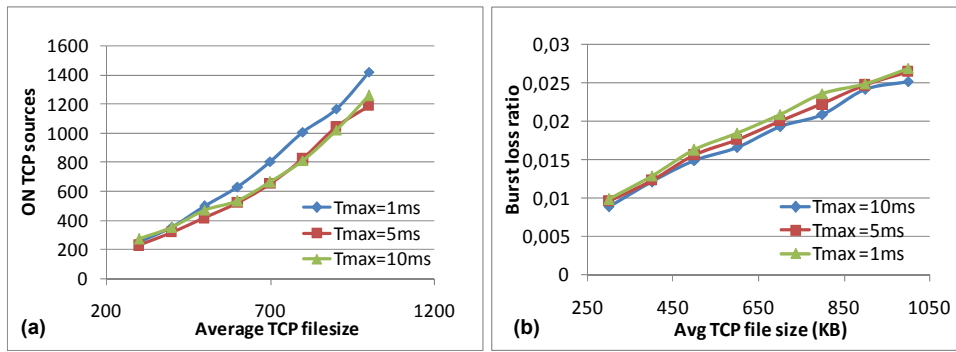 1600
1400
1200
1000
800
600
400
200
0
ON TCP sources
Tmax=1ms
Tmax=5ms
Tmax=10ms
200
700
1200
(a)
Average TCP filesize
0,03
0,025
0,02
0,015
0,01
0,005
0
Burst loss ratio
Tmax=10ms
Tmax=5ms
Tmax=1ms
250
450
650
850
1050
(b)
Avg TCP file size (KB)